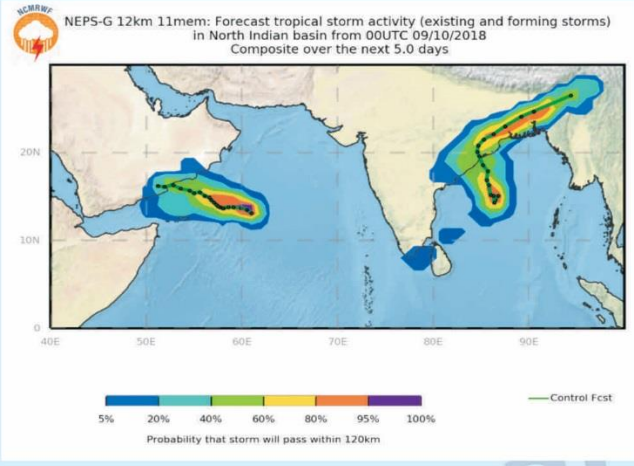 NCMRWF
NEPS-G 12km 11mem: Forecast tropical storm activity (existing and forming storms)
in North Indian basin from 00UTC 09/10/2018
Composite over the next 5.0 days
20N
10N
0
40E 50E 60E 70E 80E 90E
Control Fcst
5% 20% 40% 60% 80% 95% 100%
Probability that storm will pass within 120km